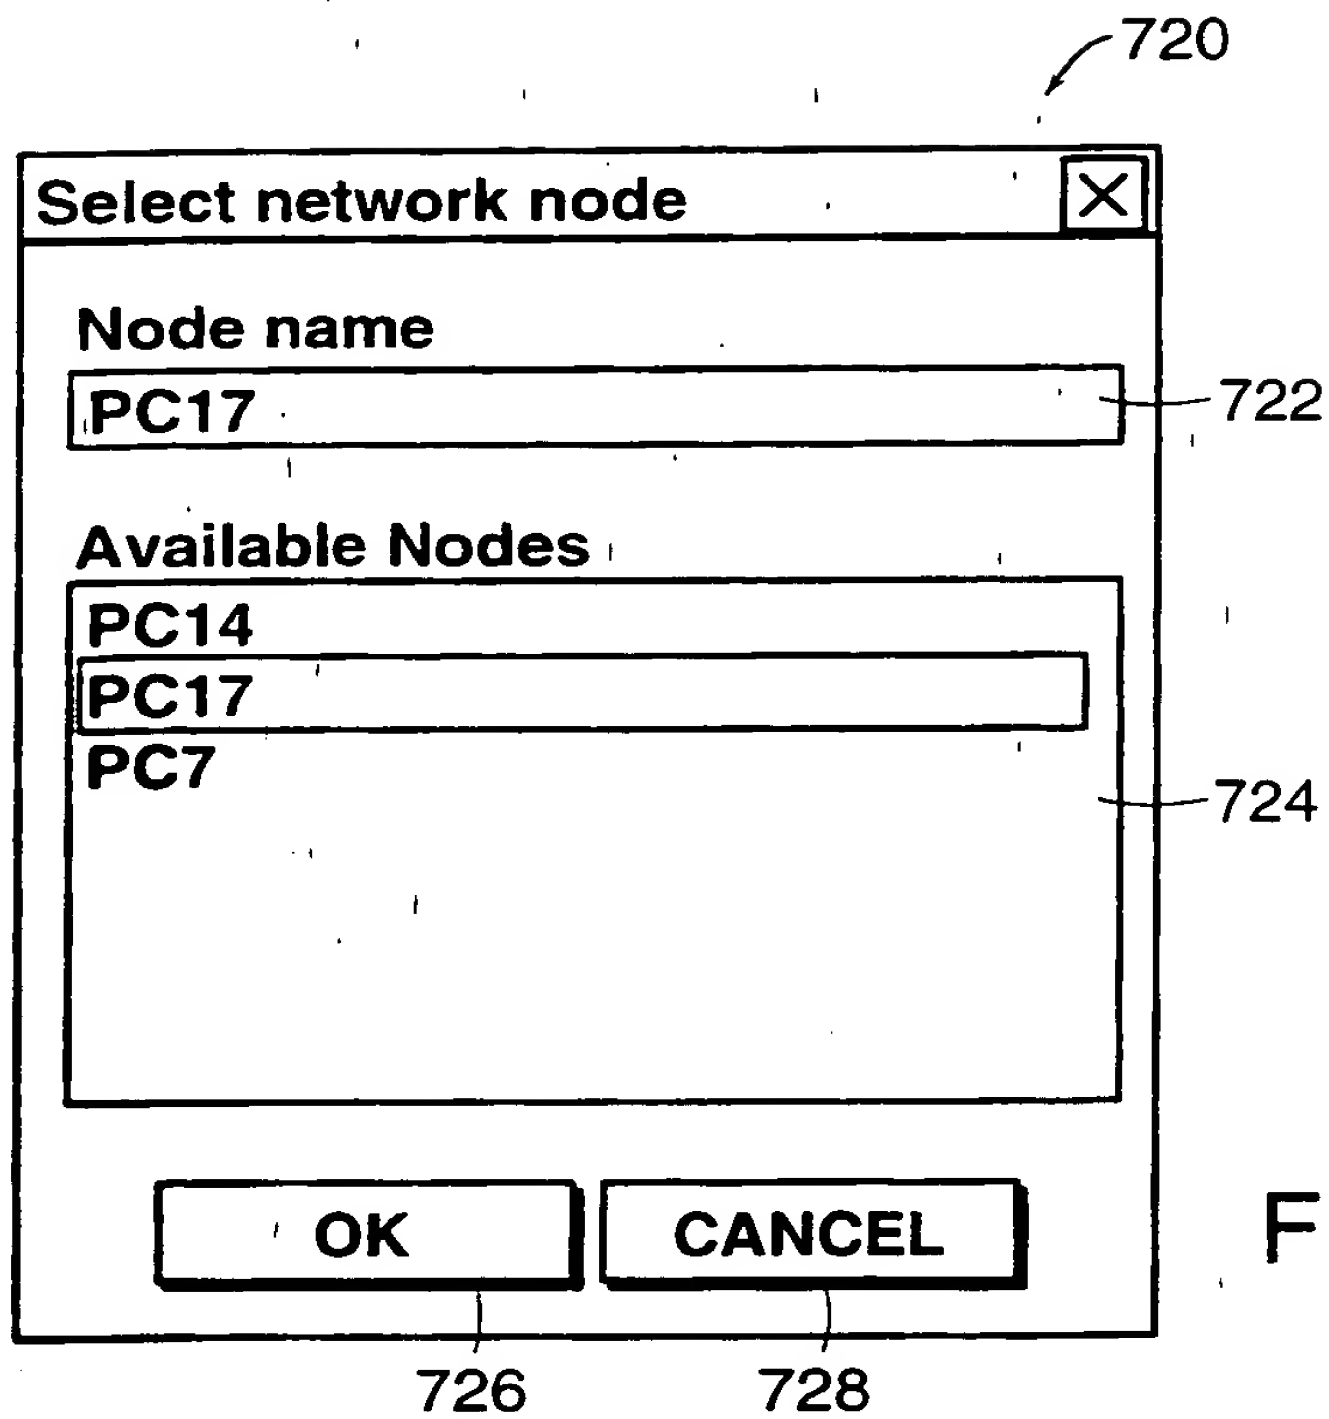 720
Select network node
Node name
PC17
722
Available Nodes
PC14
PC17
PC7
724
OK
CANCEL
F
726
728